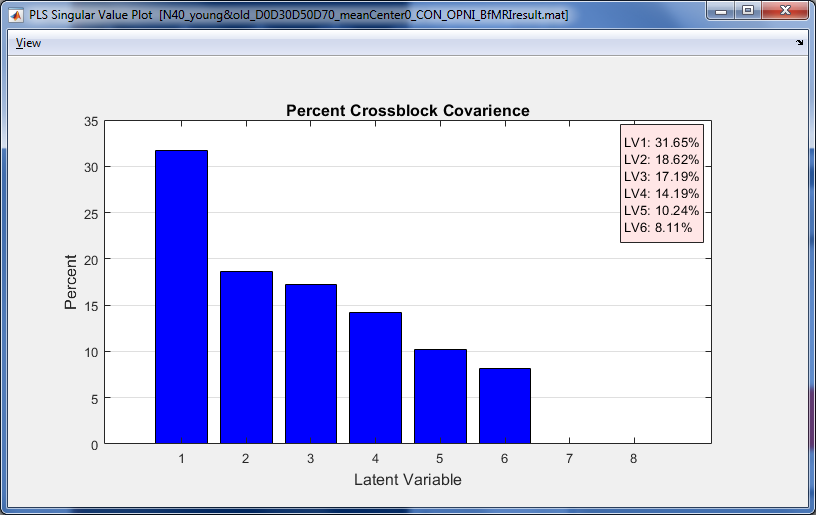 PLS Singular Value Plot [N40_young&old_D0D30D50D70_meanCenter0_CON_OPNI_BfMRIresult.mat]
View
Percent Crossblock Covarience
35
30
25
20
15
10
5
0
Percent
LV1: 31.65%
LV2: 18.62%
LV3: 17.19%
LV4: 14.19%
LV5: 10.24%
LV6: 8.11%
1 2 3 4 5 6 7 8
Latent Variable